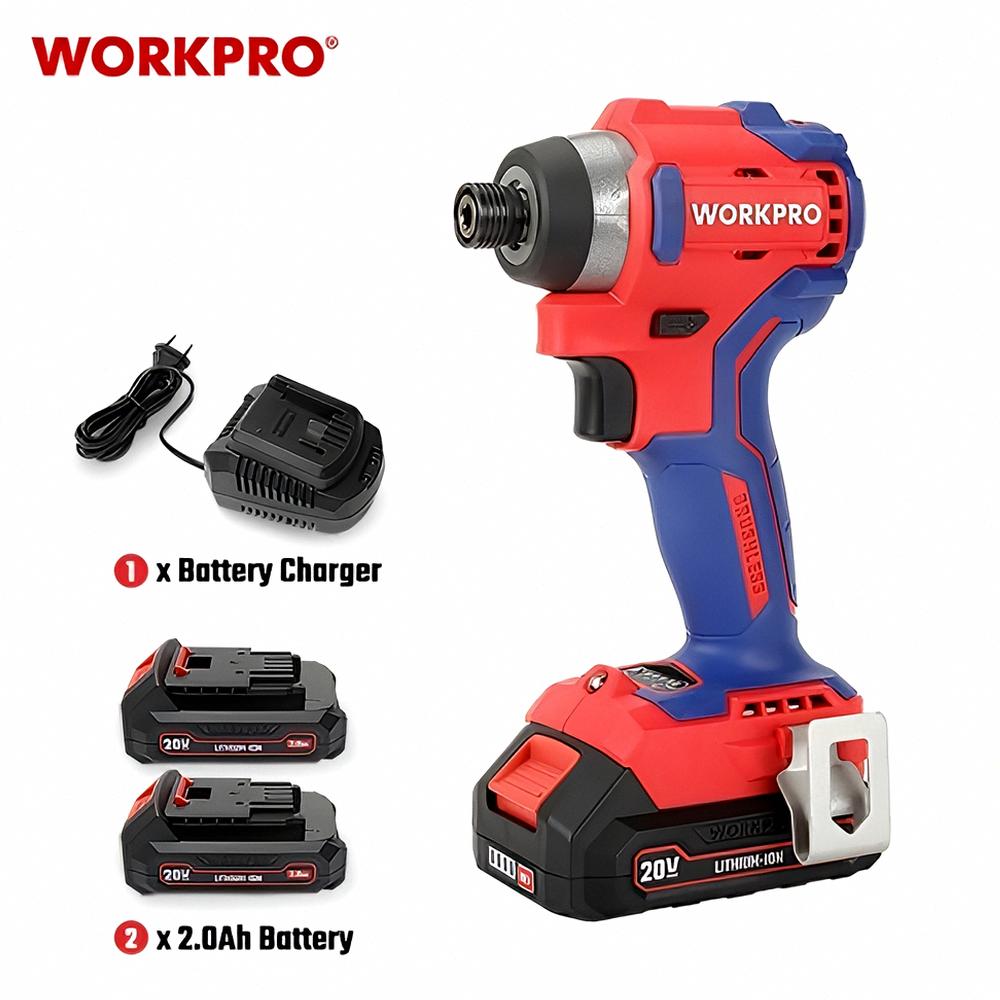 WORKPRO®
WORKPRO
BRUSHLESS
1 x Battery Charger
20V
20V
2 x 2.0Ah Battery
20V LITHIUM-ION